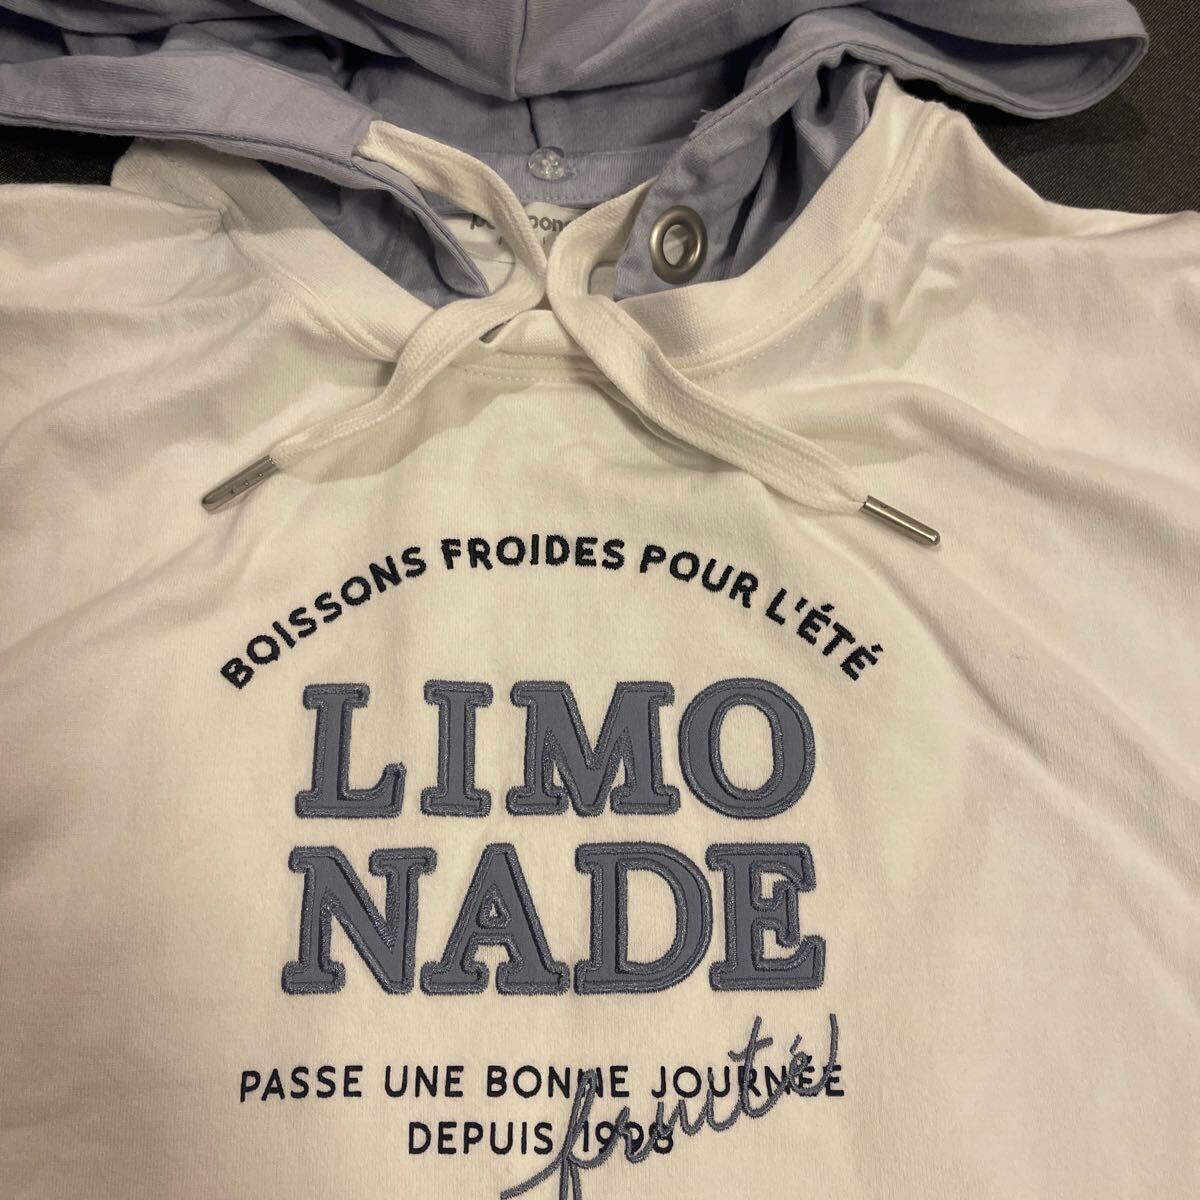 BOISSONS FROIDES POUR L'ÉTÉ
LIMO
NADE
PASSE UNE BONNE JOURNÉE
DEPUIS 1998
fruité